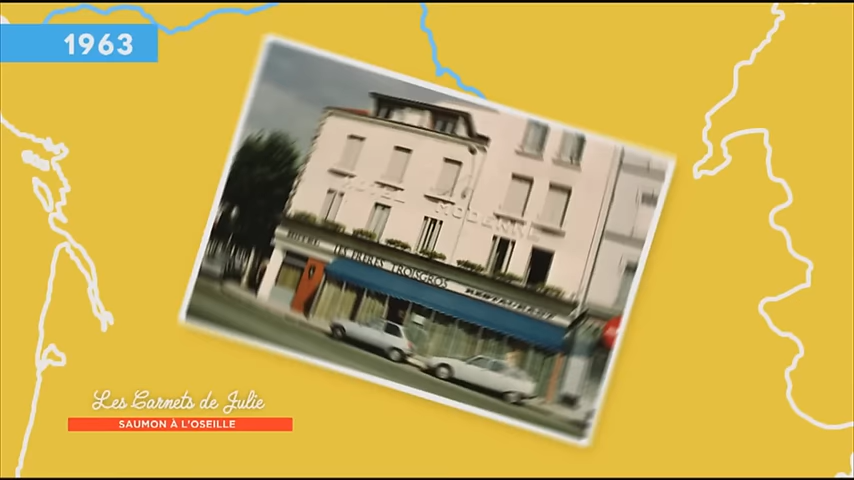 1963
HOTEL MODERNE
LES FRERES TROISGROS RESTAURANT
Les Carnets de Julie
SAUMON À L'OSEILLE